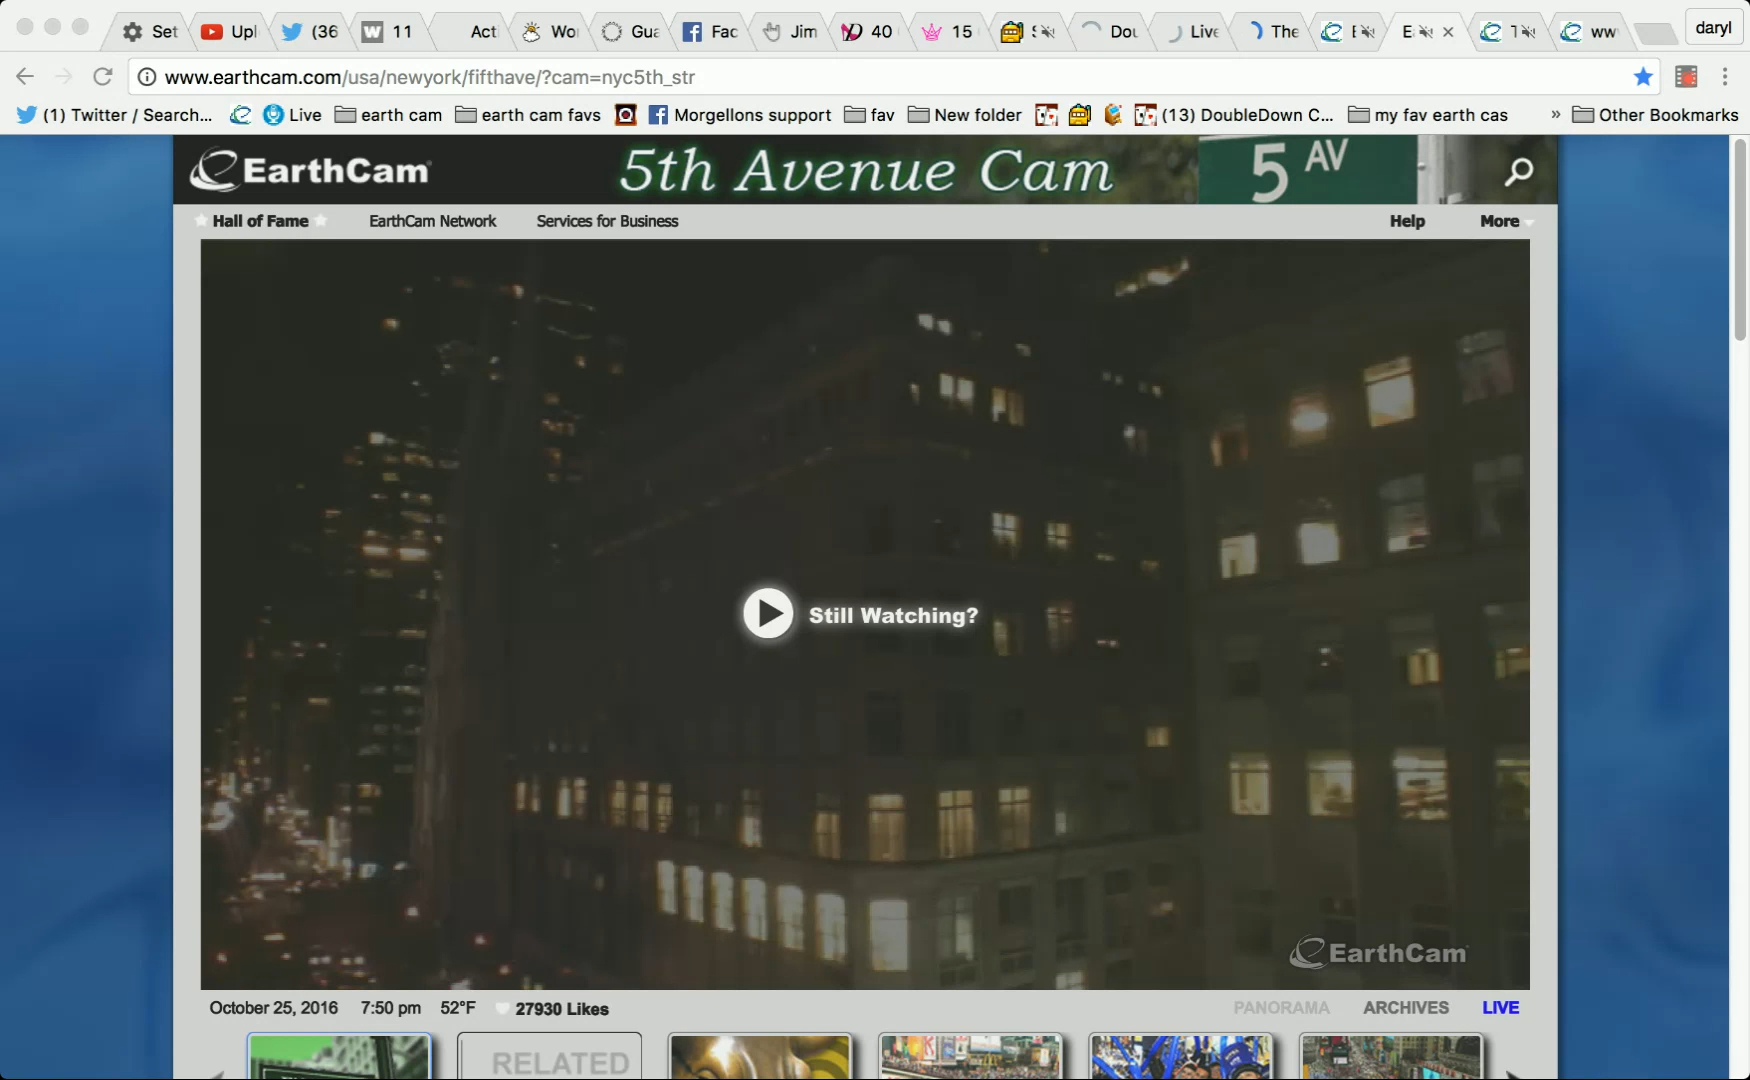 Set Upl (36 11 Acti Wo Gua Fac Jim 40 15 S Dou Live The E E T ww daryl
www.earthcam.com/usa/newyork/fifthave/?cam=nyc5th_str
(1) Twitter / Search... Live earth cam earth cam favs Morgellons support fav New folder (13) DoubleDown C... my fav earth cas » Other Bookmarks
EarthCam 5th Avenue Cam 5 AV
Hall of Fame EarthCam Network Services for Business Help More
Still Watching?
EarthCam
October 25, 2016 7:50 pm 52°F 27930 Likes PANORAMA ARCHIVES LIVE
RELATED